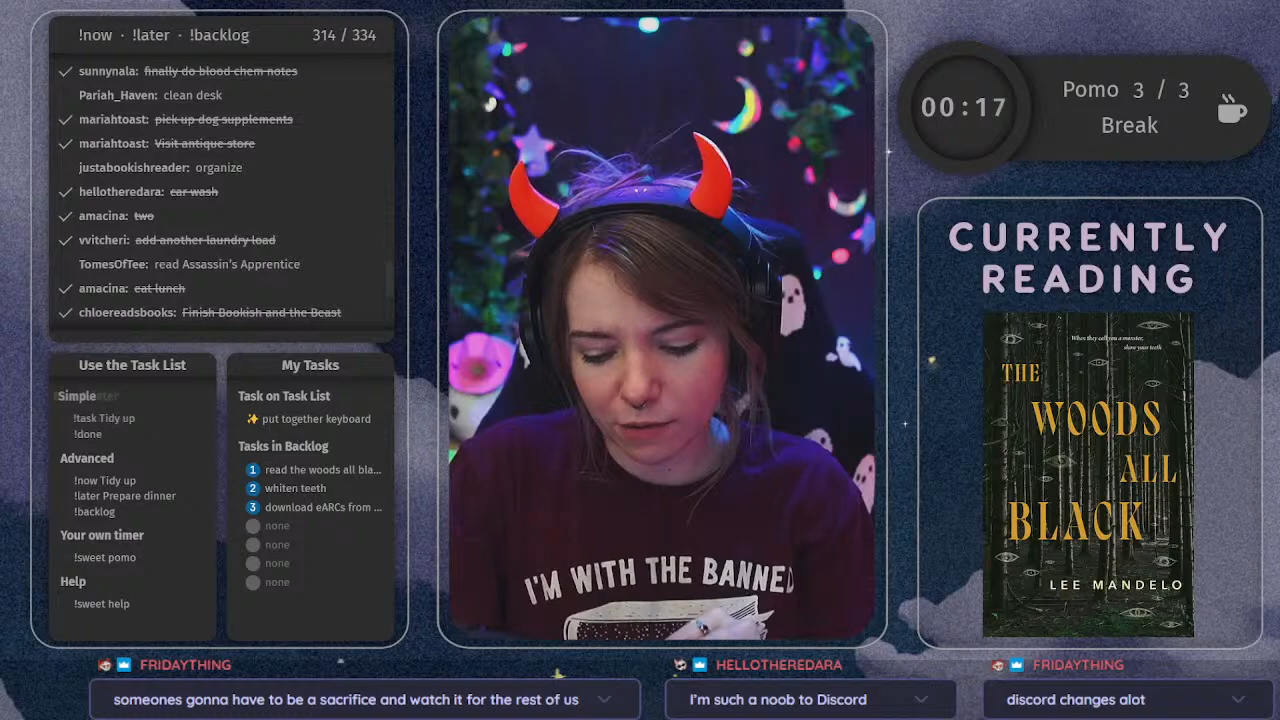 !now · !later · !backlog 314 / 334
sunnynala: finally do blood chem notes
Pariah_Haven: clean desk
mariahtoast: pick up dog supplements
mariahtoast: Visit antique store
justabookishreader: organize
hellotheredara: car wash
amacina: two
vvitcheri: add another laundry load
TomesOfTee: read Assassin's Apprentice
amacina: eat lunch
chloereadsbooks: Finish Bookish and the Beast
Use the Task List
Simple
!task Tidy up
!done
Advanced
!now Tidy up
!later Prepare dinner
!backlog
Your own timer
!sweet pomo
Help
!sweet help
My Tasks
Task on Task List
✨ put together keyboard
Tasks in Backlog
1 read the woods all bla...
2 whiten teeth
3 download eARCs from ...
none
none
none
none
I'M WITH THE BANNED
00:17
Pomo 3 / 3
Break
CURRENTLY
READING
When they call you a monster,
show your teeth
THE
WOODS
ALL
BLACK
LEE MANDELO
FRIDAYTHING
someones gonna have to be a sacrifice and watch it for the rest of us
HELLOTHEREDARA
I'm such a noob to Discord
FRIDAYTHING
discord changes alot